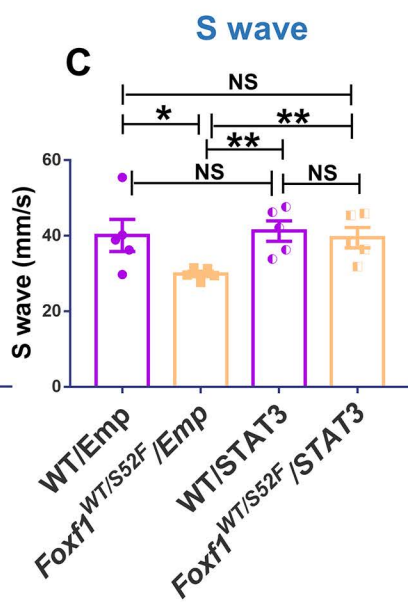 S wave
C
NS
* **
**
NS NS
S wave (mm/s)
60
40
20
0
WT/Emp
Foxf1WT/S52F/Emp
WT/STAT3
Foxf1WT/S52F/STAT3